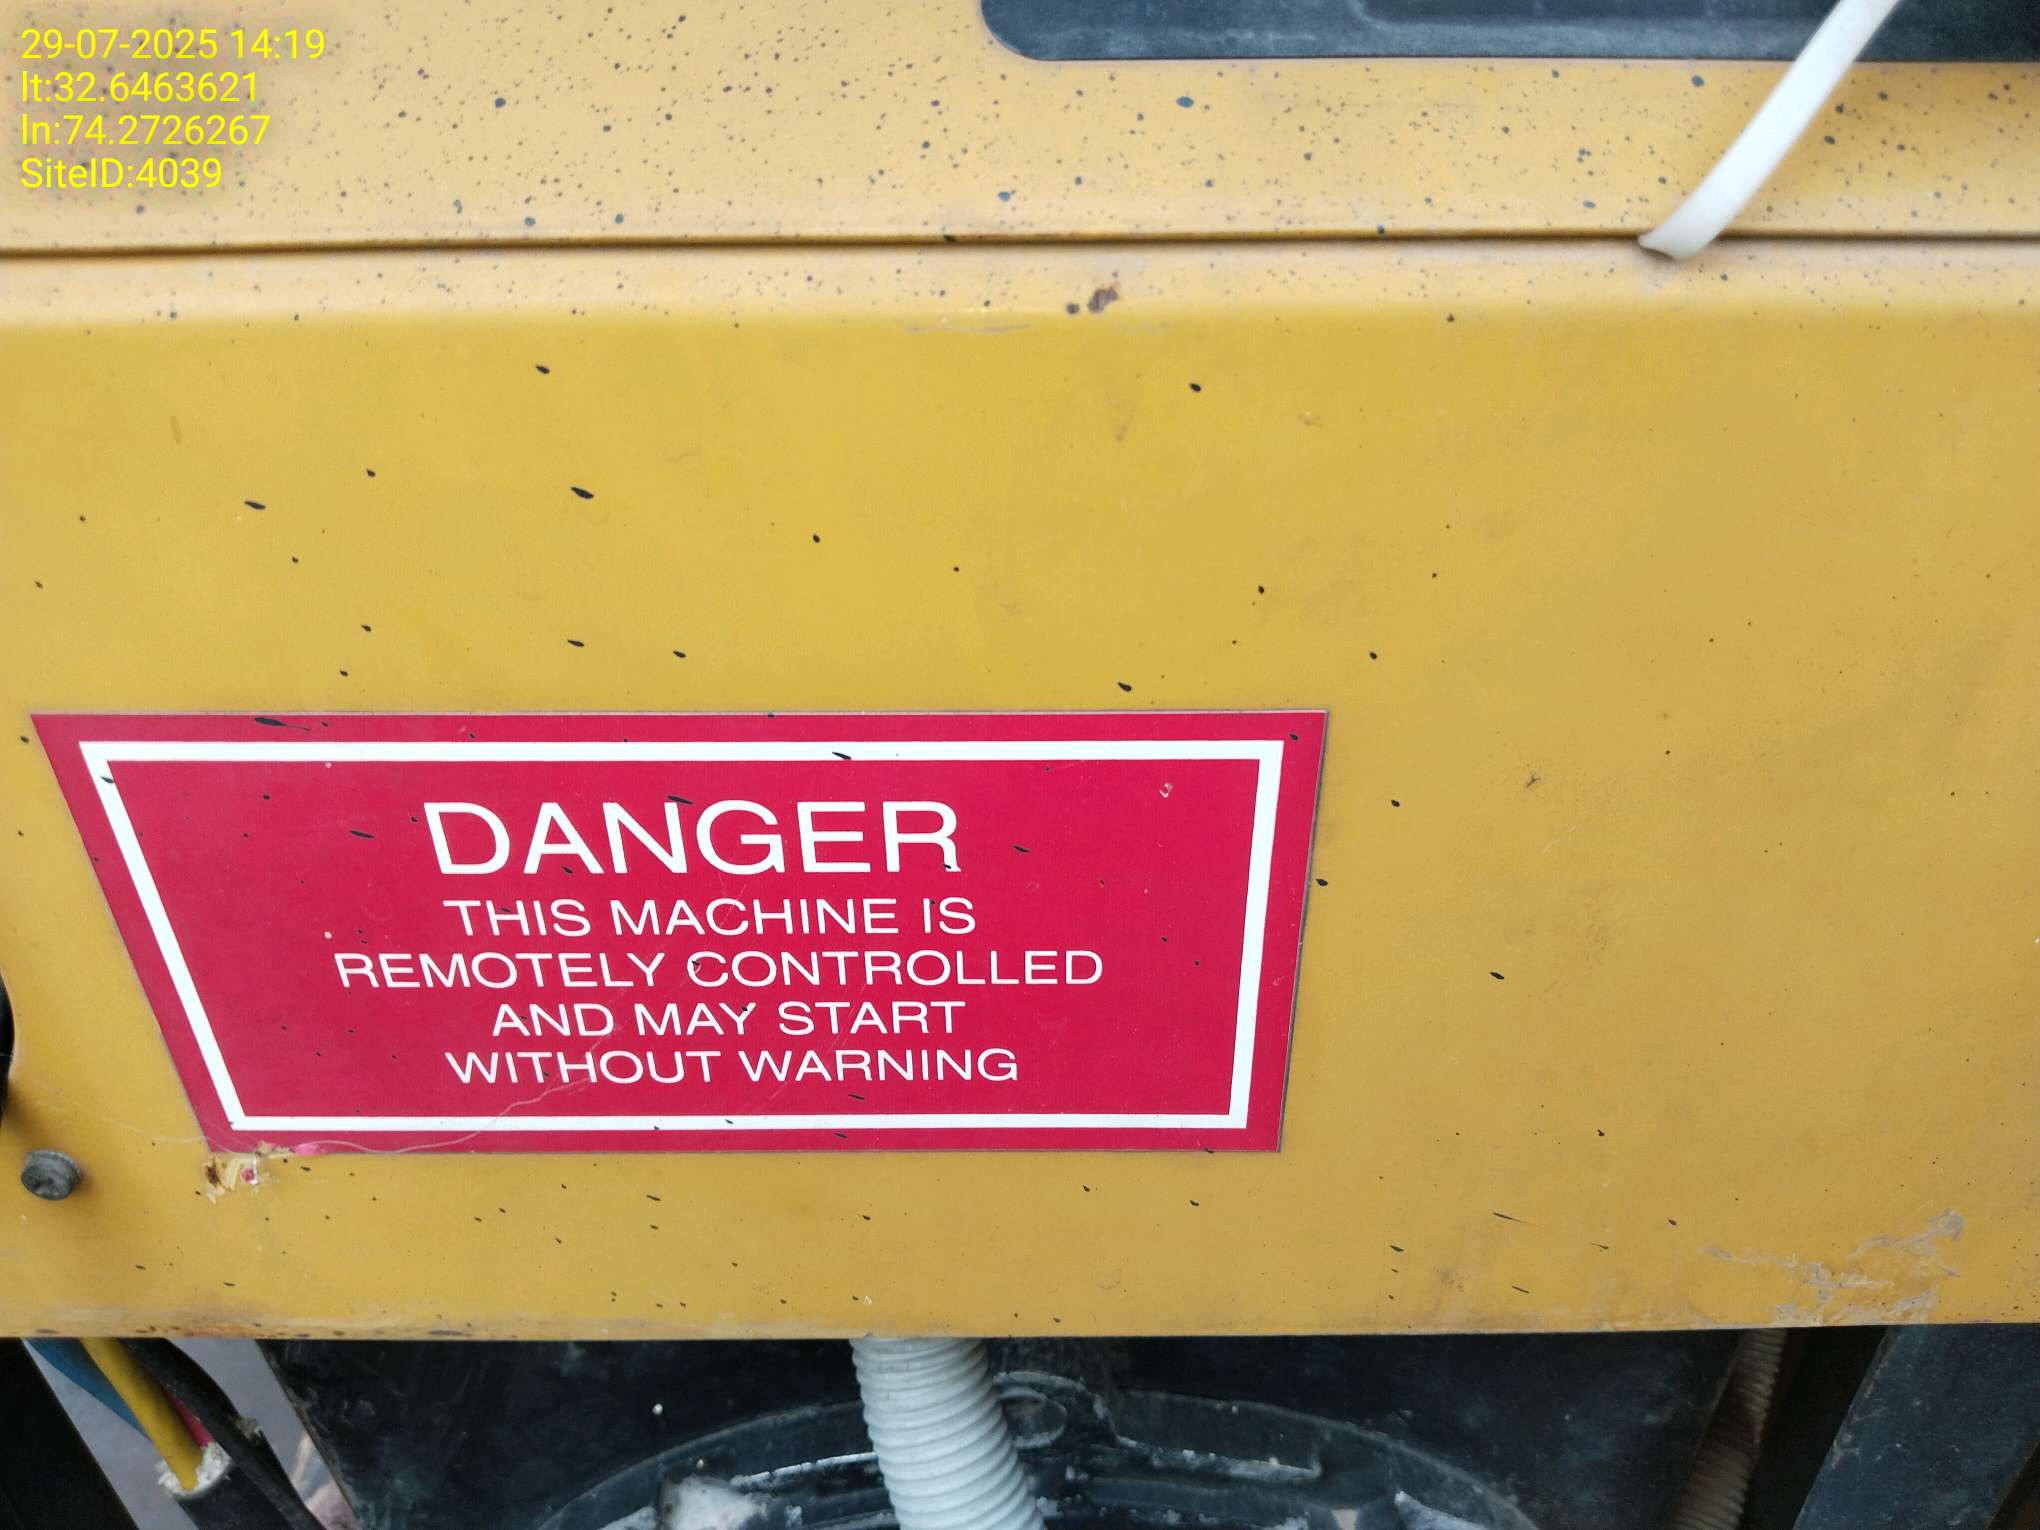 29-07-2025 14:19
lt:32.6463621
ln:74.2726267
SiteID:4039
DANGER
THIS MACHINE IS
REMOTELY CONTROLLED
AND MAY START
WITHOUT WARNING